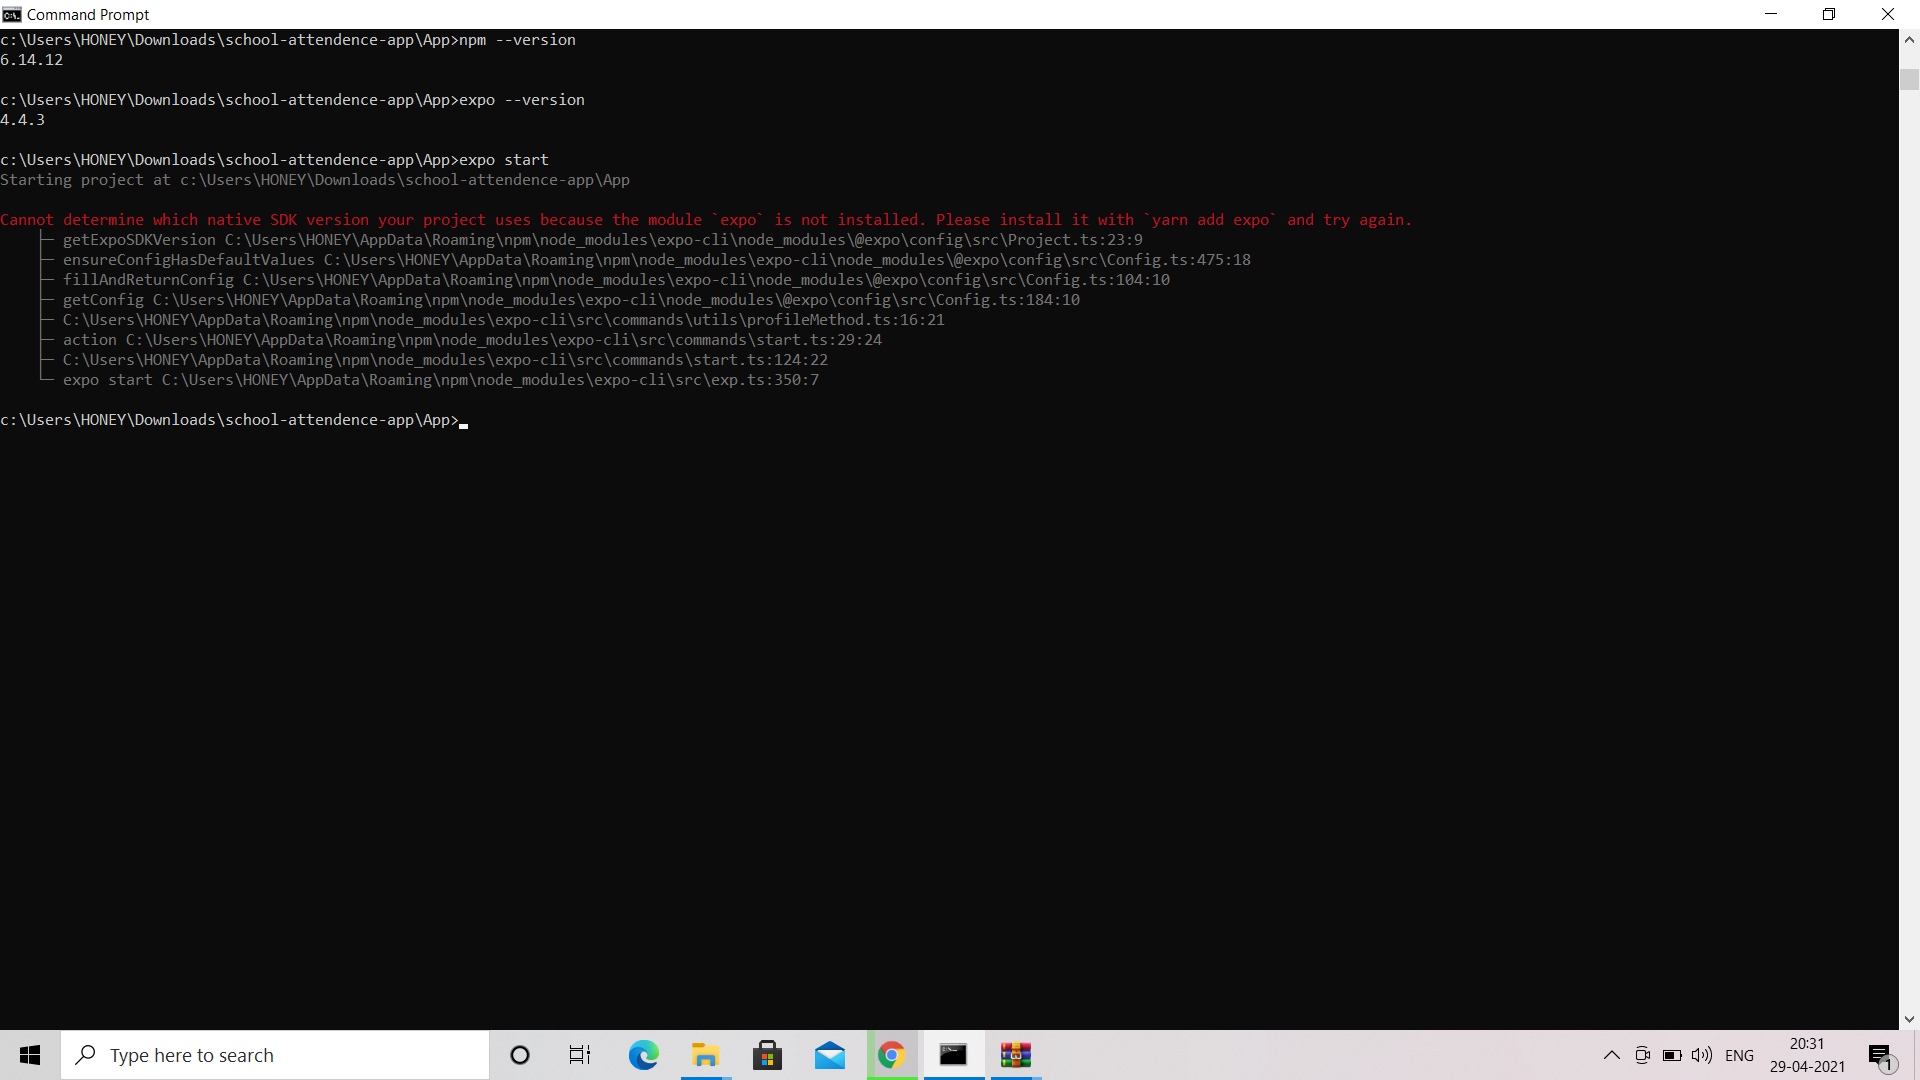 Command Prompt
c:\Users\HONEY\Downloads\school-attendence-app\App>npm --version
6.14.12
c:\Users\HONEY\Downloads\school-attendence-app\App>expo --version
4.4.3
c:\Users\HONEY\Downloads\school-attendence-app\App>expo start
Starting project at c:\Users\HONEY\Downloads\school-attendence-app\App
Cannot determine which native SDK version your project uses because the module `expo` is not installed. Please install it with `yarn add expo` and try again.
getExpoSDKVersion C:\Users\HONEY\AppData\Roaming\npm\node_modules\expo-cli\node_modules\@expo\config\src\Project.ts:23:9
ensureConfigHasDefaultValues C:\Users\HONEY\AppData\Roaming\npm\node_modules\expo-cli\node_modules\@expo\config\src\Config.ts:475:18
fillAndReturnConfig C:\Users\HONEY\AppData\Roaming\npm\node_modules\expo-cli\node_modules\@expo\config\src\Config.ts:104:10
getConfig C:\Users\HONEY\AppData\Roaming\npm\node_modules\expo-cli\node_modules\@expo\config\src\Config.ts:184:10
C:\Users\HONEY\AppData\Roaming\npm\node_modules\expo-cli\src\commands\utils\profileMethod.ts:16:21
action C:\Users\HONEY\AppData\Roaming\npm\node_modules\expo-cli\src\commands\start.ts:29:24
C:\Users\HONEY\AppData\Roaming\npm\node_modules\expo-cli\src\commands\start.ts:124:22
expo start C:\Users\HONEY\AppData\Roaming\npm\node_modules\expo-cli\src\exp.ts:350:7
c:\Users\HONEY\Downloads\school-attendence-app\App>
Type here to search
ENG
20:31
29-04-2021
1